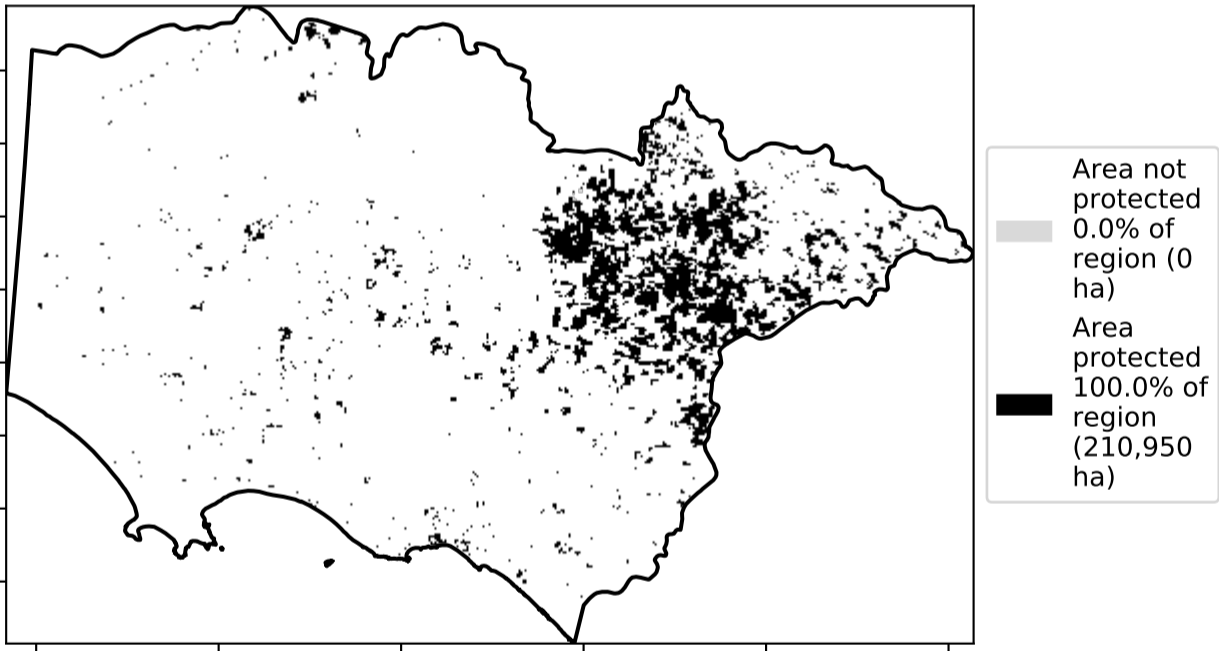 Area not
protected
0.0% of
region (0
ha)
Area
protected
100.0% of
region
(210,950
ha)